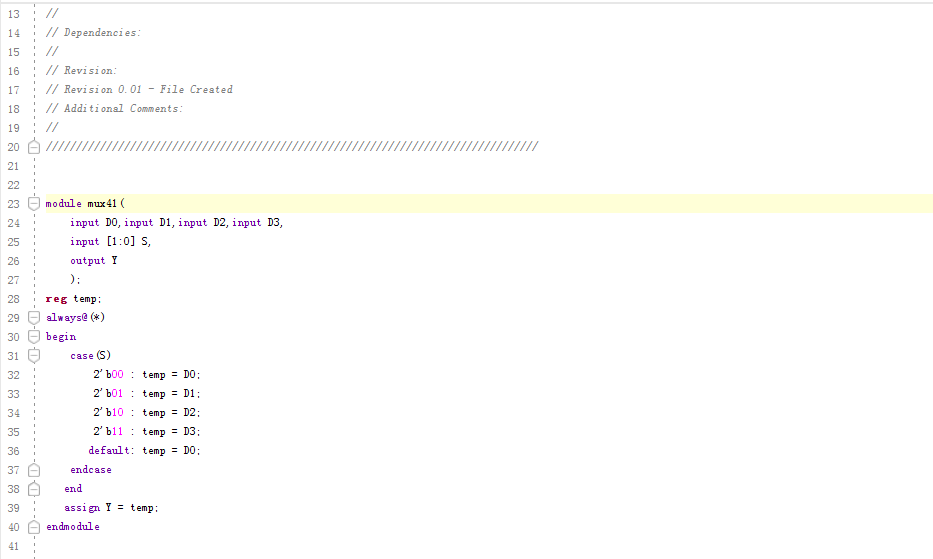 13 //
14 // Dependencies:
15 //
16 // Revision:
17 // Revision 0.01 - File Created
18 // Additional Comments:
19 //
20 //////////////////////////////////////////////////////////////////////////////////
21
22
23 module mux41(
24 input D0,input D1,input D2,input D3,
25 input [1:0] S,
26 output Y
27 );
28 reg temp;
29 always@(*)
30 begin
31 case(S)
32 2'b00 : temp = D0;
33 2'b01 : temp = D1;
34 2'b10 : temp = D2;
35 2'b11 : temp = D3;
36 default: temp = D0;
37 endcase
38 end
39 assign Y = temp;
40 endmodule
41